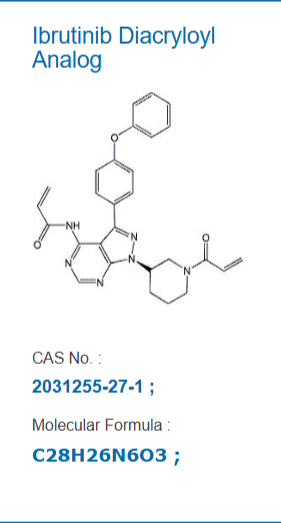 Ibrutinib Diacryloyl
Analog
O
NH
O
N
N
N
N
N
O
CAS No. :
2031255-27-1 ;
Molecular Formula :
C28H26N6O3 ;